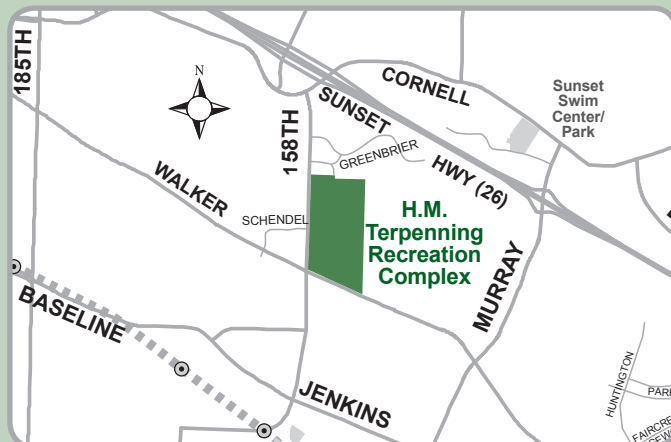 185TH
N
CORNELL
SUNSET
HWY (26)
Sunset
Swim
Center/
Park
158TH
GREENBRIER
WALKER
SCHENDEL
H.M.
Terpenning
Recreation
Complex
MURRAY
BASELINE
JENKINS
HUNTINGTON